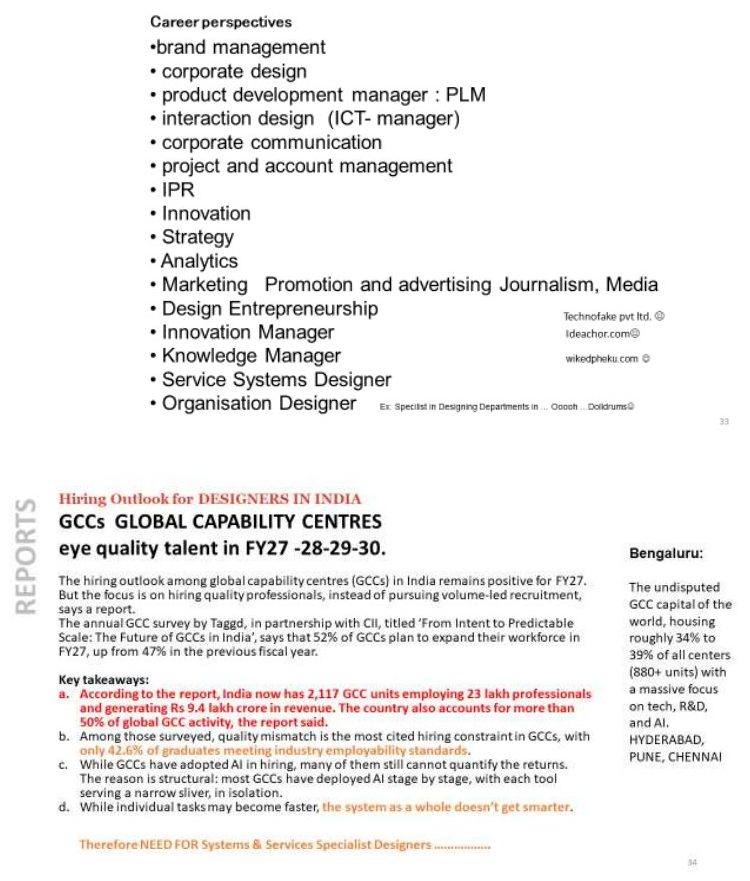 Career perspectives
•brand management
• corporate design
• product development manager : PLM
• interaction design (ICT- manager)
• corporate communication
• project and account management
• IPR
• Innovation
• Strategy
• Analytics
• Marketing Promotion and advertising Journalism, Media
• Design Entrepreneurship
Technofake pvt ltd. ☺
• Innovation Manager
Ideachor.com☺
• Knowledge Manager
wikedpheku.com ☺
• Service Systems Designer
• Organisation Designer Ex: Specilist in Designing Departments in ... Ooooh ...Dolldrums☺
33
REPORTS
Hiring Outlook for DESIGNERS IN INDIA
GCCs GLOBAL CAPABILITY CENTRES
eye quality talent in FY27 -28-29-30.
The hiring outlook among global capability centres (GCCs) in India remains positive for FY27.
But the focus is on hiring quality professionals, instead of pursuing volume-led recruitment,
says a report.
The annual GCC survey by Taggd, in partnership with CII, titled ‘From Intent to Predictable
Scale: The Future of GCCs in India’, says that 52% of GCCs plan to expand their workforce in
FY27, up from 47% in the previous fiscal year.
Key takeaways:
a. According to the report, India now has 2,117 GCC units employing 23 lakh professionals
and generating Rs 9.4 lakh crore in revenue. The country also accounts for more than
50% of global GCC activity, the report said.
b. Among those surveyed, quality mismatch is the most cited hiring constraint in GCCs, with
only 42.6% of graduates meeting industry employability standards.
c. While GCCs have adopted AI in hiring, many of them still cannot quantify the returns.
The reason is structural: most GCCs have deployed AI stage by stage, with each tool
serving a narrow sliver, in isolation.
d. While individual tasks may become faster, the system as a whole doesn’t get smarter.
Therefore NEED FOR Systems & Services Specialist Designers .................
Bengaluru:
The undisputed
GCC capital of the
world, housing
roughly 34% to
39% of all centers
(880+ units) with
a massive focus
on tech, R&D,
and AI.
HYDERABAD,
PUNE, CHENNAI
34